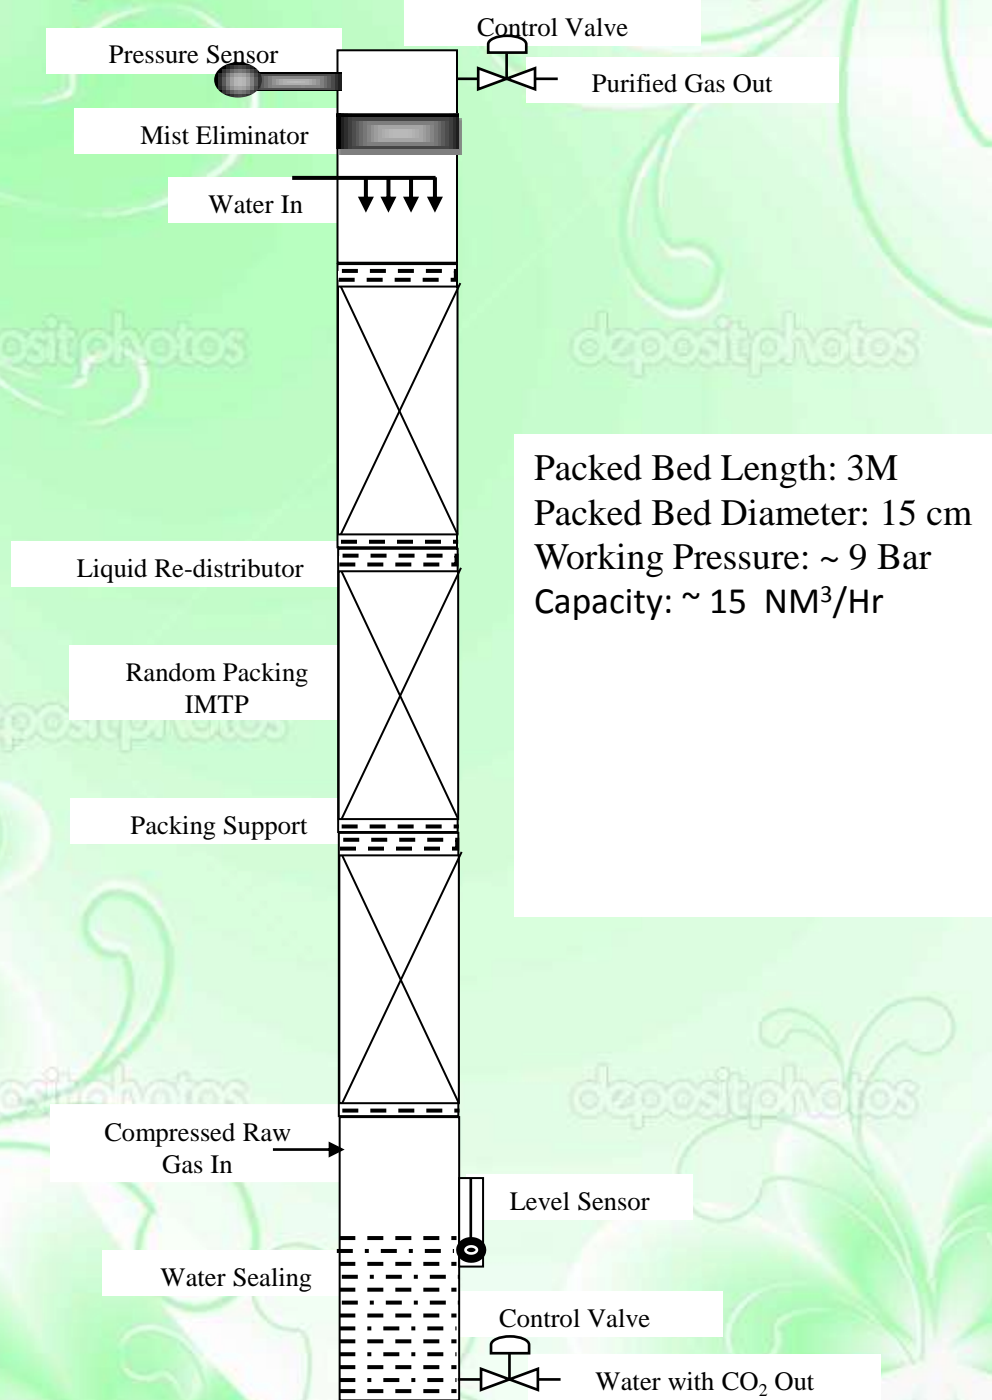 Control Valve
Pressure Sensor
Purified Gas Out
Mist Eliminator
Water In
depositphotos
depositphotos
Packed Bed Length: 3M
Packed Bed Diameter: 15 cm
Working Pressure: ~ 9 Bar
Capacity: ~ 15 NM³/Hr
Liquid Re-distributor
Random Packing
IMTP
depositphotos
Packing Support
depositphotos
depositphotos
Compressed Raw
Gas In
Level Sensor
Water Sealing
Control Valve
Water with CO₂ Out